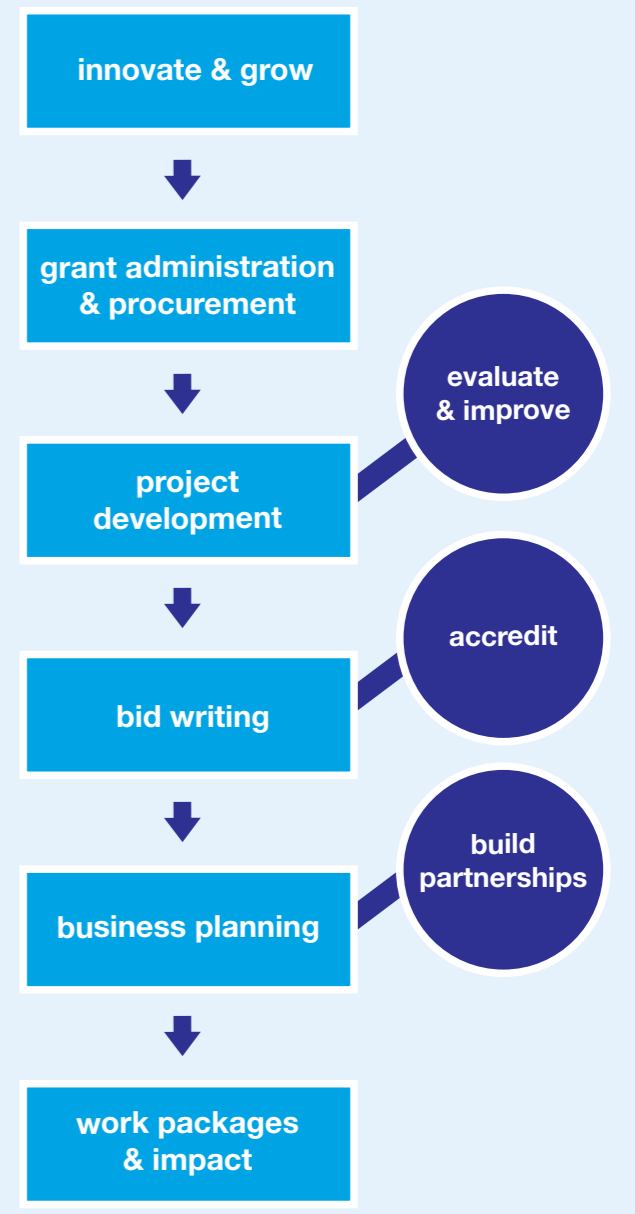 innovate & grow
grant administration
& procurement
evaluate
& improve
project
development
accredit
bid writing
build
partnerships
business planning
work packages
& impact